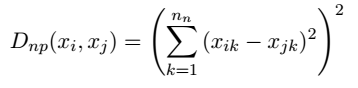 $$D_{np}(x_i, x_j) = \left( \sum_{k=1}^{n_n} (x_{ik} - x_{jk})^2 \right)^2$$